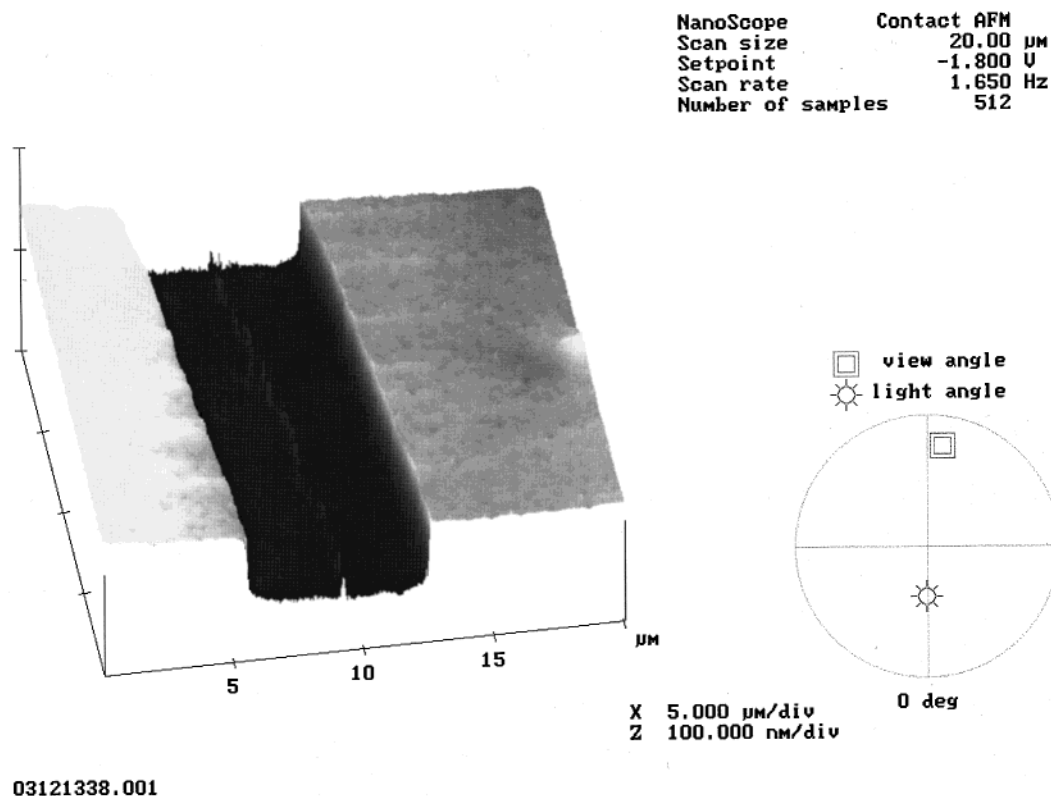 NanoScope Contact AFM
Scan size 20.00 µm
Setpoint -1.800 V
Scan rate 1.650 Hz
Number of samples 512
view angle
light angle
µm
15
10
5
0 deg
X 5.000 µm/div
Z 100.000 nm/div
03121338.001